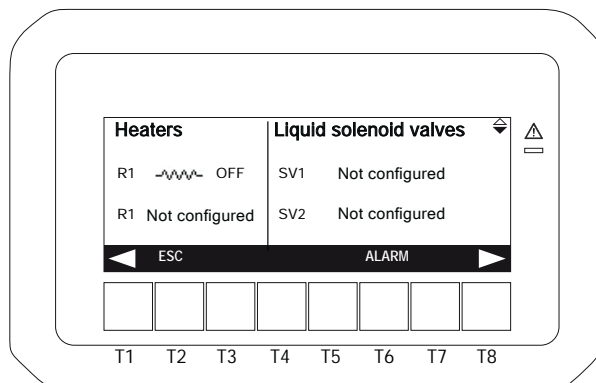 Heaters Liquid solenoid valves
R1 OFF SV1 Not configured
R1 Not configured SV2 Not configured
ESC ALARM
T1 T2 T3 T4 T5 T6 T7 T8